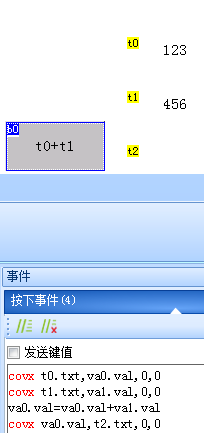 t0
123
t1
456
b0
t0+t1
t2
事件
按下事件(4)
发送键值
covx t0.txt,va0.val,0,0
covx t1.txt,va1.val,0,0
va0.val=va0.val+va1.val
covx va0.val,t2.txt,0,0